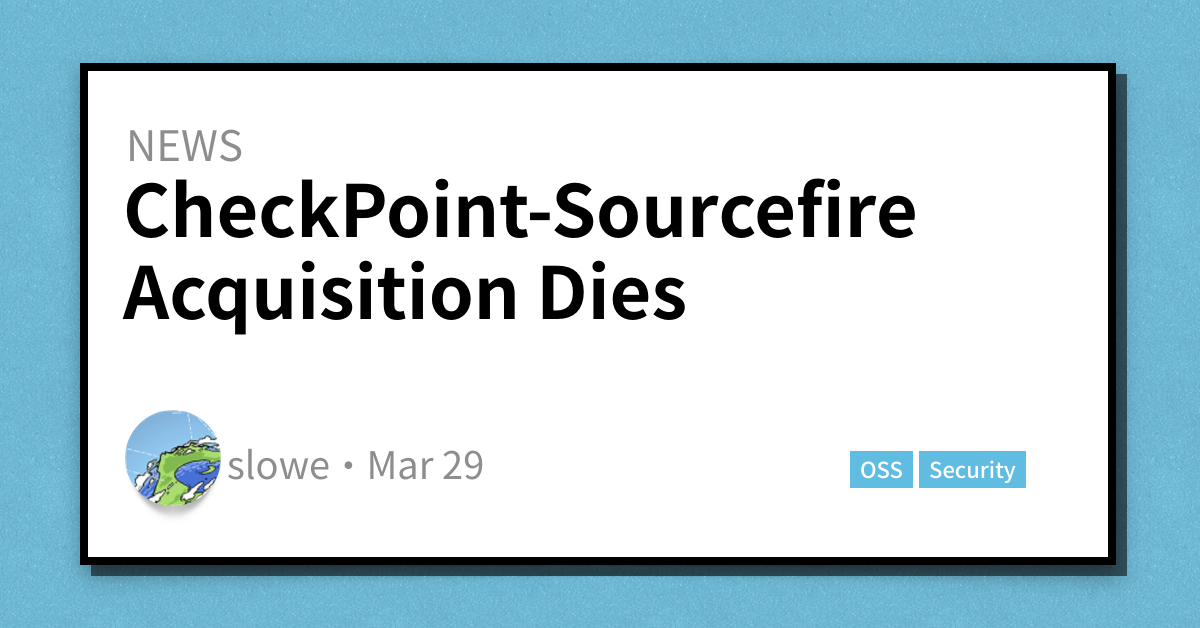 NEWS
CheckPoint-Sourcefire
Acquisition Dies
slowe • Mar 29
OSS
Security